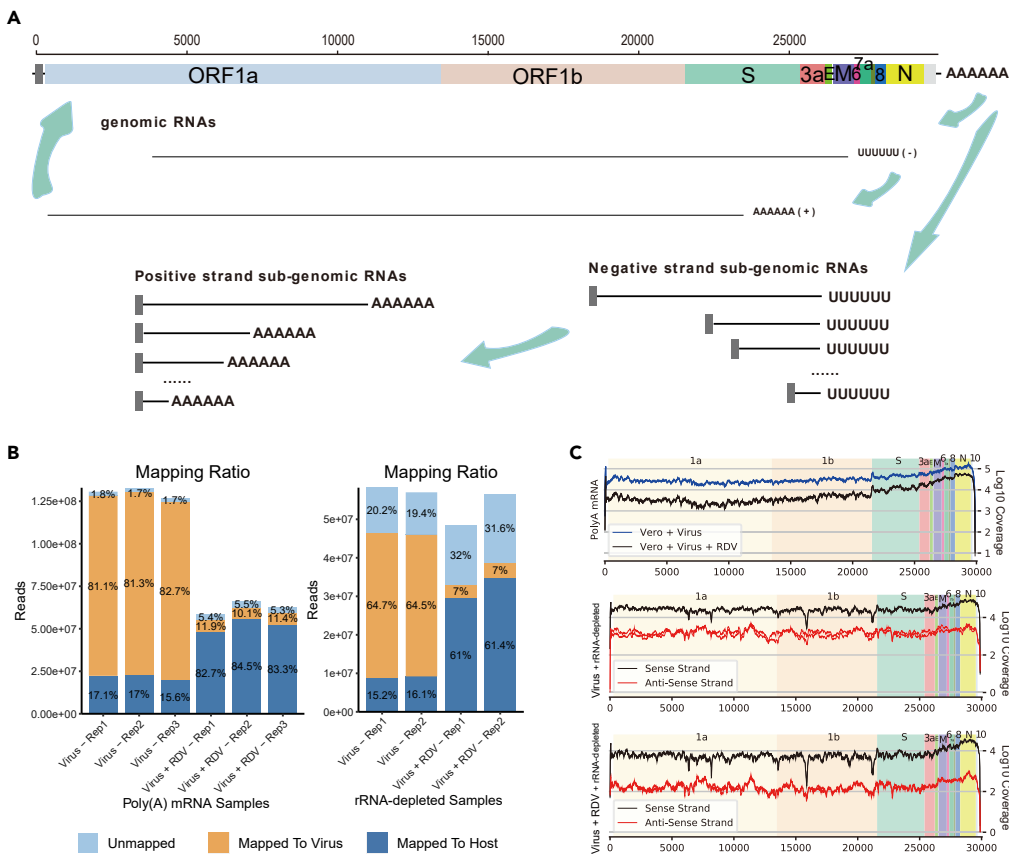 A
0 5000 10000 15000 20000 25000
ORF1a ORF1b S 3a E M 6 7a 8 N AAAAAA
genomic RNAs
UUUUUU ( - )
AAAAAA ( + )
Positive strand sub-genomic RNAs
AAAAAA
AAAAAA
AAAAAA
......
AAAAAA
Negative strand sub-genomic RNAs
UUUUUU
UUUUUU
UUUUUU
......
UUUUUU
B
Mapping Ratio
Reads
1.25e+08
1.00e+08
7.50e+07
5.00e+07
2.50e+07
0.00e+00
1.8% 1.7% 1.7%
81.1% 81.3% 82.7%
5.4% 5.5% 5.3%
11.9% 10.1% 11.4%
82.7% 84.5% 83.3%
17.1% 17% 15.6%
Virus – Rep1
Virus – Rep2
Virus – Rep3
Virus + RDV – Rep1
Virus + RDV – Rep2
Virus + RDV – Rep3
Poly(A) mRNA Samples
Mapping Ratio
Reads
5e+07
4e+07
3e+07
2e+07
1e+07
0e+00
20.2% 19.4% 32% 31.6%
64.7% 64.5% 7% 7%
15.2% 16.1% 61% 61.4%
Virus – Rep1
Virus – Rep2
Virus + RDV – Rep1
Virus + RDV – Rep2
rRNA-depleted Samples
Unmapped Mapped To Virus Mapped To Host
C
1a 1b S 3a E M 6 8 N 10
PolyA mRNA
Vero + Virus
Vero + Virus + RDV
5
4
3
2
1
Log10 Coverage
0 5000 10000 15000 20000 25000 30000
1a 1b S 3a E M 6 8 N 10
Virus + rRNA-depleted
Sense Strand
Anti-Sense Strand
4
2
0
Log10 Coverage
0 5000 10000 15000 20000 25000 30000
1a 1b S 3a E M 6 8 N 10
Virus + RDV + rRNA-depleted
Sense Strand
Anti-Sense Strand
4
2
0
Log10 Coverage
0 5000 10000 15000 20000 25000 30000